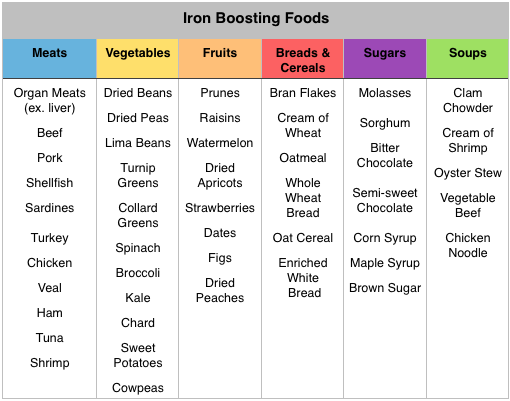 Iron Boosting Foods
Meats
Vegetables
Fruits
Breads &
Cereals
Sugars
Soups
Organ Meats
(ex. liver)
Beef
Pork
Shellfish
Sardines
Turkey
Chicken
Veal
Ham
Tuna
Shrimp
Dried Beans
Dried Peas
Lima Beans
Turnip
Greens
Collard
Greens
Spinach
Broccoli
Kale
Chard
Sweet
Potatoes
Cowpeas
Prunes
Raisins
Watermelon
Dried
Apricots
Strawberries
Dates
Figs
Dried
Peaches
Bran Flakes
Cream of
Wheat
Oatmeal
Whole
Wheat
Bread
Oat Cereal
Enriched
White
Bread
Molasses
Sorghum
Bitter
Chocolate
Semi-sweet
Chocolate
Corn Syrup
Maple Syrup
Brown Sugar
Clam
Chowder
Cream of
Shrimp
Oyster Stew
Vegetable
Beef
Chicken
Noodle